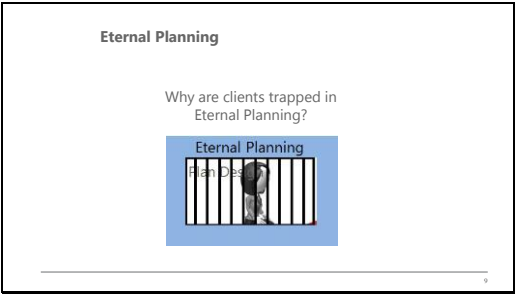 Eternal Planning
Why are clients trapped in
Eternal Planning?
Eternal Planning
Plan Des
9